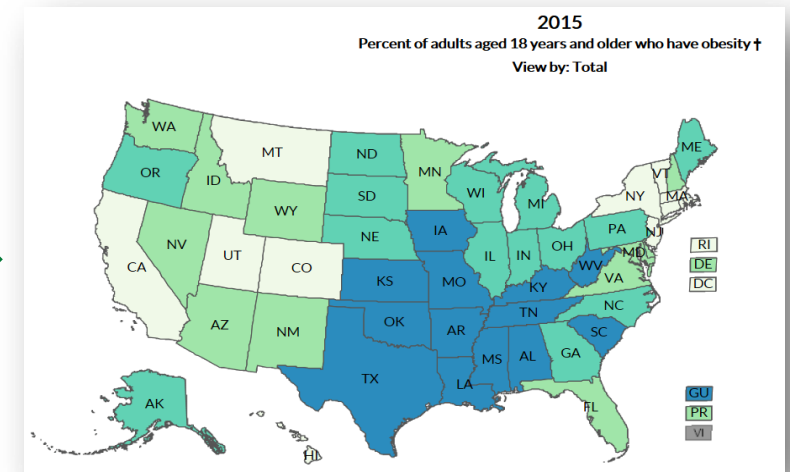 2015
Percent of adults aged 18 years and older who have obesity †
View by: Total
WA
MT
ND
MN
ME
OR
ID
SD
WI
MI
VT
NY
MA
WY
IA
NE
PA
NJ
NV
UT
CO
IL
IN
OH
MD
RI
CA
KS
MO
WV
VA
DE
KY
DC
AZ
NM
OK
AR
TN
NC
SC
TX
LA
MS
AL
GA
AK
FL
GU
PR
VI
HI